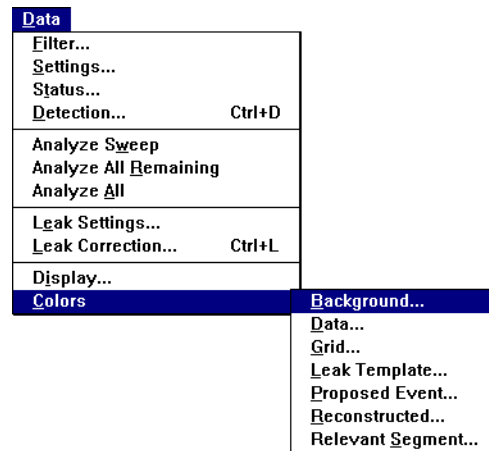 Data
Filter...
Settings...
Status...
Detection... Ctrl+D
Analyze Sweep
Analyze All Remaining
Analyze All
Leak Settings...
Leak Correction... Ctrl+L
Display...
Colors
Background...
Data...
Grid...
Leak Template...
Proposed Event...
Reconstructed...
Relevant Segment...